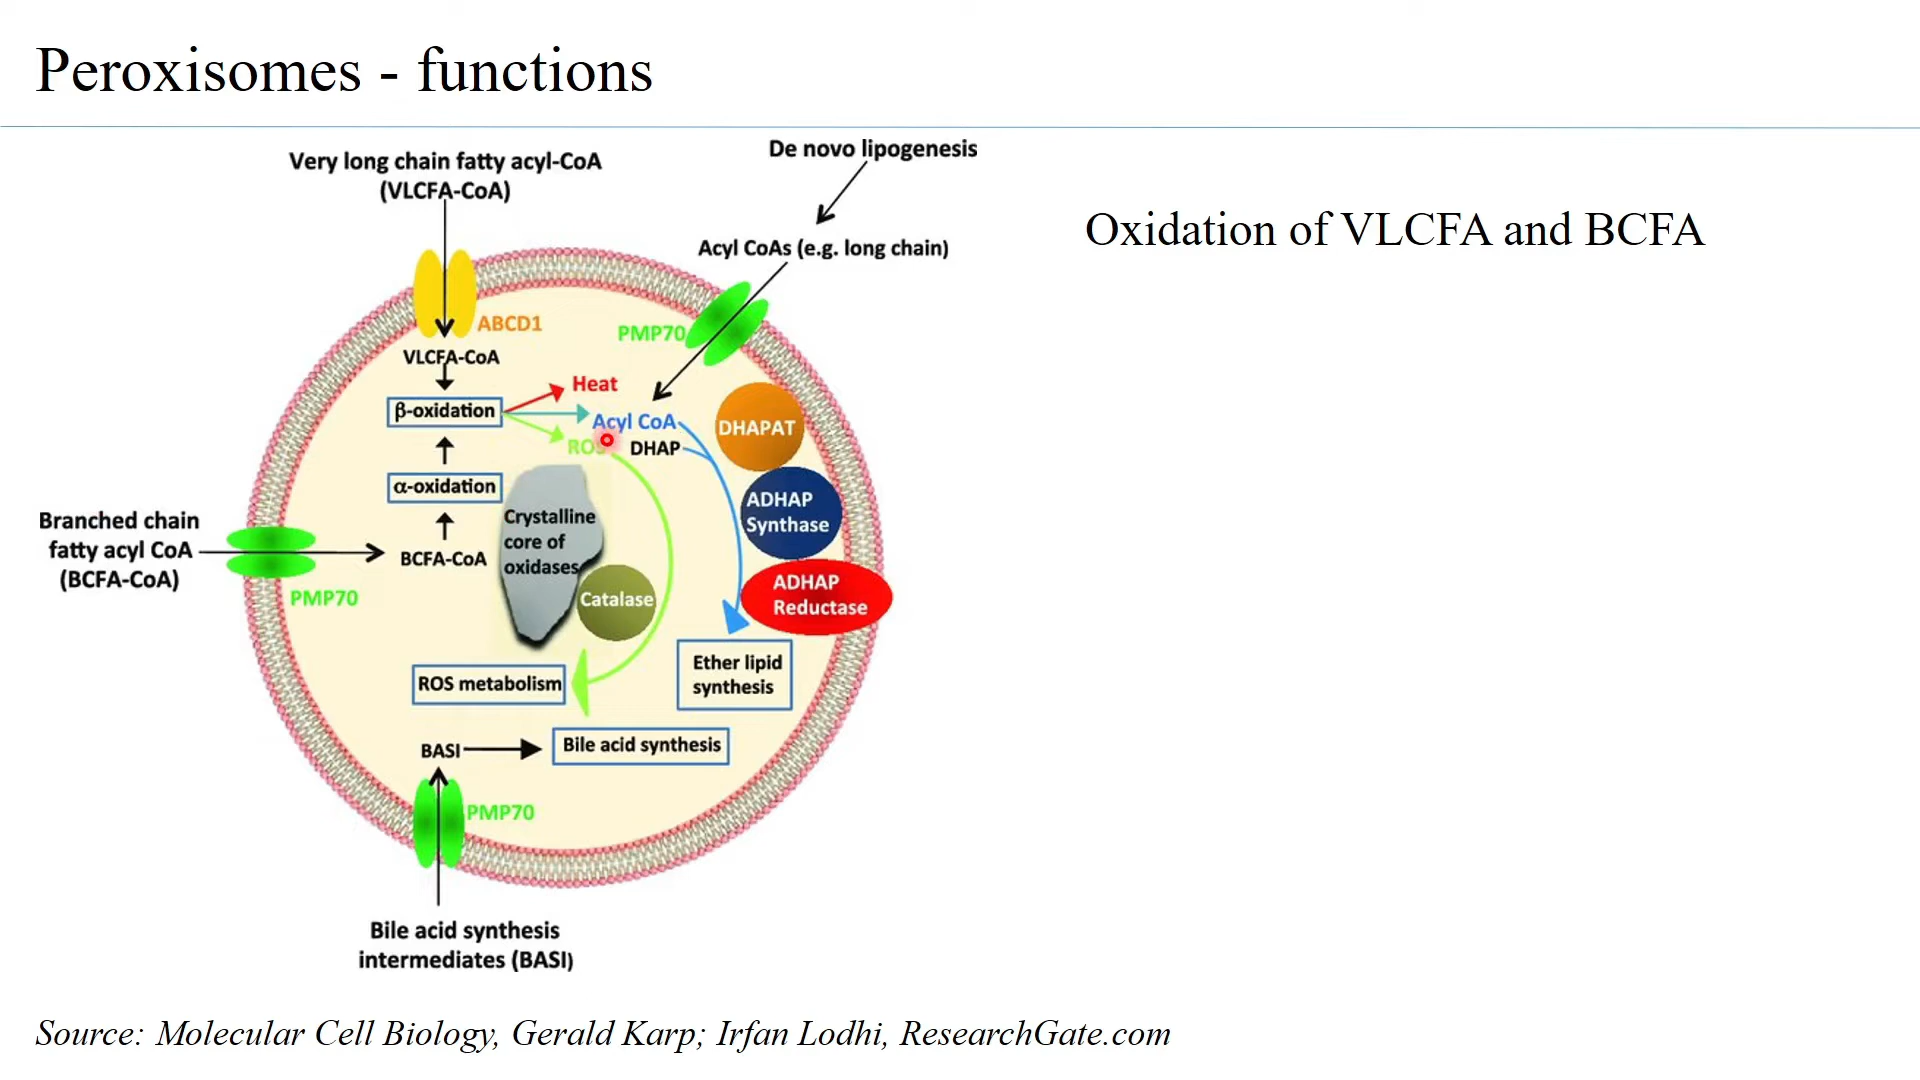 Peroxisomes - functions
Very long chain fatty acyl-CoA
(VLCFA-CoA)
De novo lipogenesis
Acyl CoAs (e.g. long chain)
Oxidation of VLCFA and BCFA
ABCD1
PMP70
VLCFA-CoA
Heat
β-oxidation
Acyl CoA
ROS
DHAP
DHAPAT
α-oxidation
ADHAP
Synthase
Crystalline
core of
oxidases
Branched chain
fatty acyl CoA
(BCFA-CoA)
BCFA-CoA
PMP70
Catalase
ADHAP
Reductase
ROS metabolism
Ether lipid
synthesis
BASI
Bile acid synthesis
PMP70
Bile acid synthesis
intermediates (BASI)
Source: Molecular Cell Biology, Gerald Karp; Irfan Lodhi, ResearchGate.com